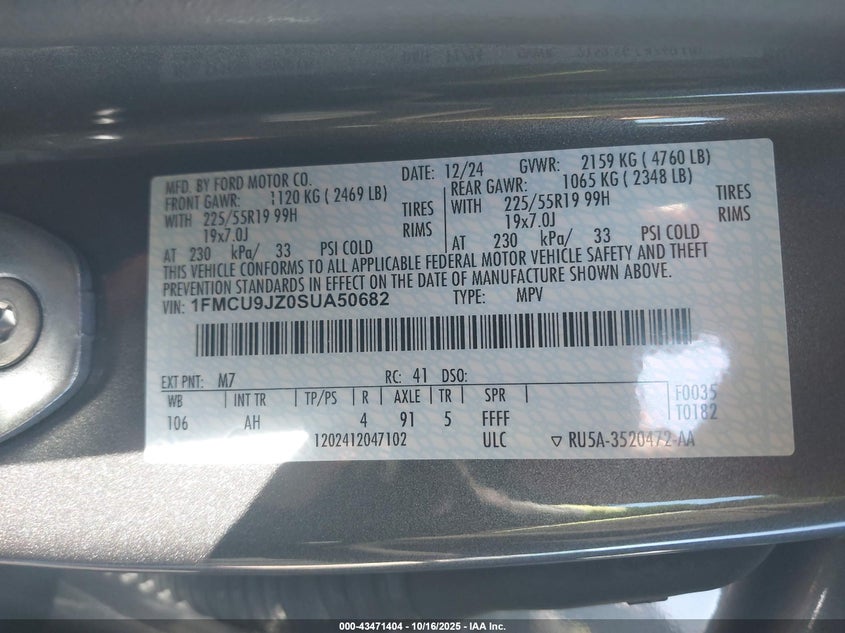 MFD. BY FORD MOTOR CO.
DATE: 12/24 GVWR: 2159 KG ( 4760 LB)
FRONT GAWR: 1120 KG ( 2469 LB)
REAR GAWR: 1065 KG ( 2348 LB)
WITH 225/55R19 99H TIRES
WITH 225/55R19 99H TIRES
19x7.0J RIMS
19x7.0J RIMS
AT 230 kPa/ 33 PSI COLD
AT 230 kPa/ 33 PSI COLD
THIS VEHICLE CONFORMS TO ALL APPLICABLE FEDERAL MOTOR VEHICLE SAFETY AND THEFT
PREVENTION STANDARDS IN EFFECT ON THE DATE OF MANUFACTURE SHOWN ABOVE.
VIN: 1FMCU9JZ0SUA50682 TYPE: MPV
EXT PNT: M7 RC: 41 DSO:
WB INT TR TP/PS R AXLE TR SPR F0035
106 AH 4 91 5 FFFF T0182
1202412047102 ULC ▽ RU5A-3520472-AA
000-43471404 | 10/16/2025 | IAA Inc.